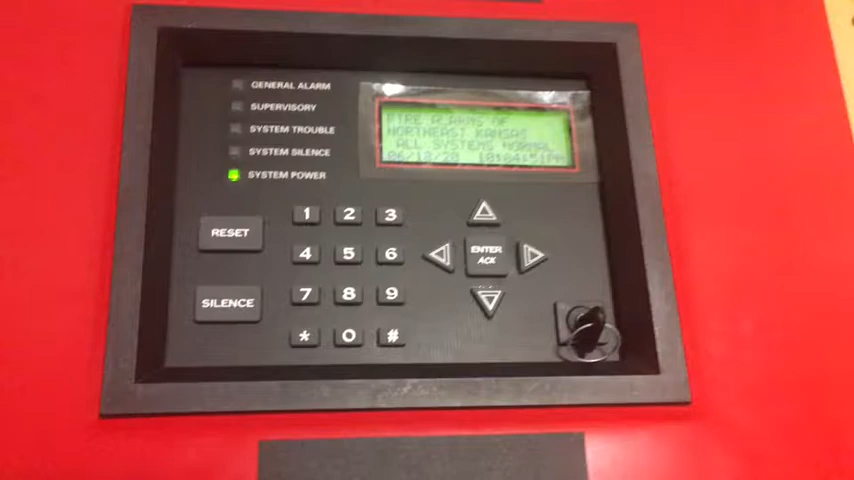 GENERAL ALARM
SUPERVISORY
SYSTEM TROUBLE
SYSTEM SILENCE
SYSTEM POWER
FIRE ALARMS OF
NORTHEAST KANSAS
ALL SYSTEMS NORMAL
RESET
SILENCE
1 2 3
4 5 6
7 8 9
* 0 #
ENTER
ACK